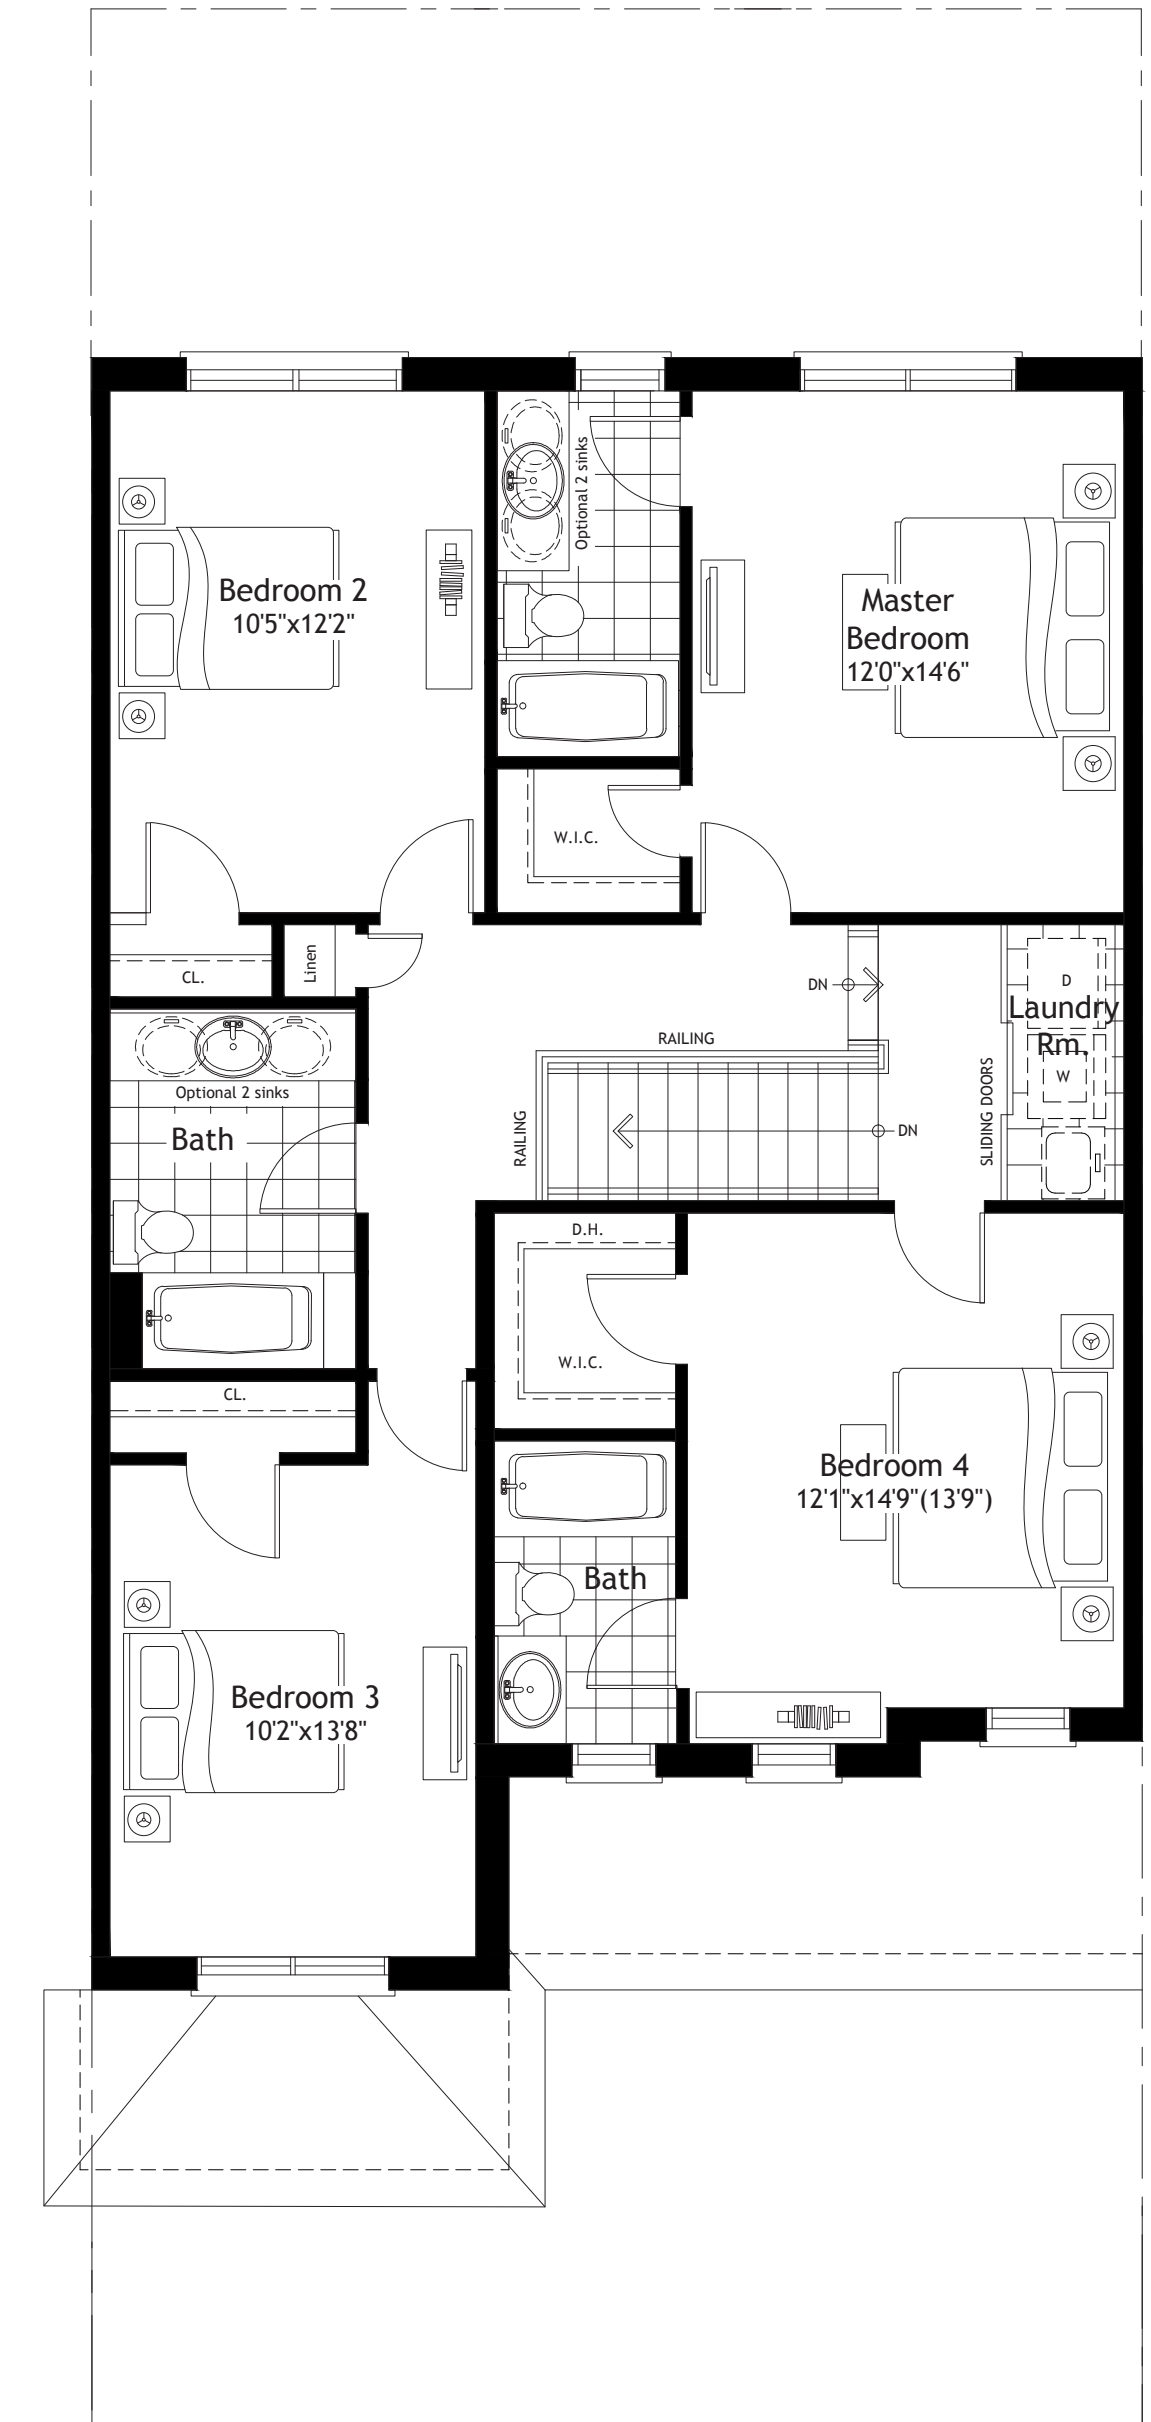 Optional 2 sinks
Bedroom 2
10'5"x12'2"
Master
Bedroom
12'0"x14'6"
W.I.C.
CL.
Linen
DN
D
Laundry
Rm.
W
RAILING
RAILING
SLIDING DOORS
DN
Optional 2 sinks
Bath
D.H.
W.I.C.
CL.
Bedroom 4
12'1"x14'9"(13'9")
Bath
Bedroom 3
10'2"x13'8"